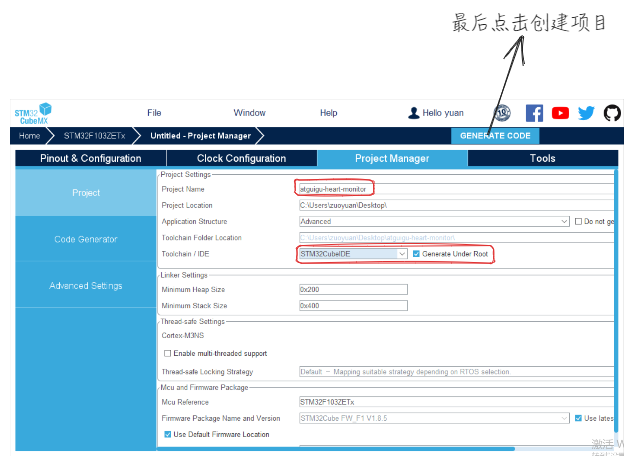 最后点击创建项目
STM32
CubeMX
File
Window
Help
Hello yuan
Home
STM32F103ZETx
Untitled - Project Manager
GENERATE CODE
Pinout & Configuration
Clock Configuration
Project Manager
Tools
Project
Code Generator
Advanced Settings
Project Settings
Project Name
atguigu-heart-monitor
Project Location
C:\Users\zuoyuan\Desktop\
Application Structure
Advanced
Do not ge
Toolchain Folder Location
C:\Users\zuoyuan\Desktop\atguigu-heart-monitor\
Toolchain / IDE
STM32CubeIDE
Generate Under Root
Linker Settings
Minimum Heap Size
0x200
Minimum Stack Size
0x400
Thread-safe Settings
Cortex-M3NS
Enable multi-threaded support
Thread-safe Locking Strategy
Default － Mapping suitable strategy depending on RTOS selection.
Mcu and Firmware Package
Mcu Reference
STM32F103ZETx
Firmware Package Name and Version
STM32Cube FW_F1 V1.8.5
Use lates
Use Default Firmware Location
激活 W